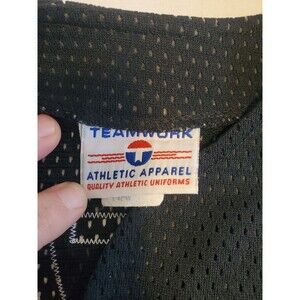 TEAMWORK
ATHLETIC APPAREL
QUALITY ATHLETIC UNIFORMS